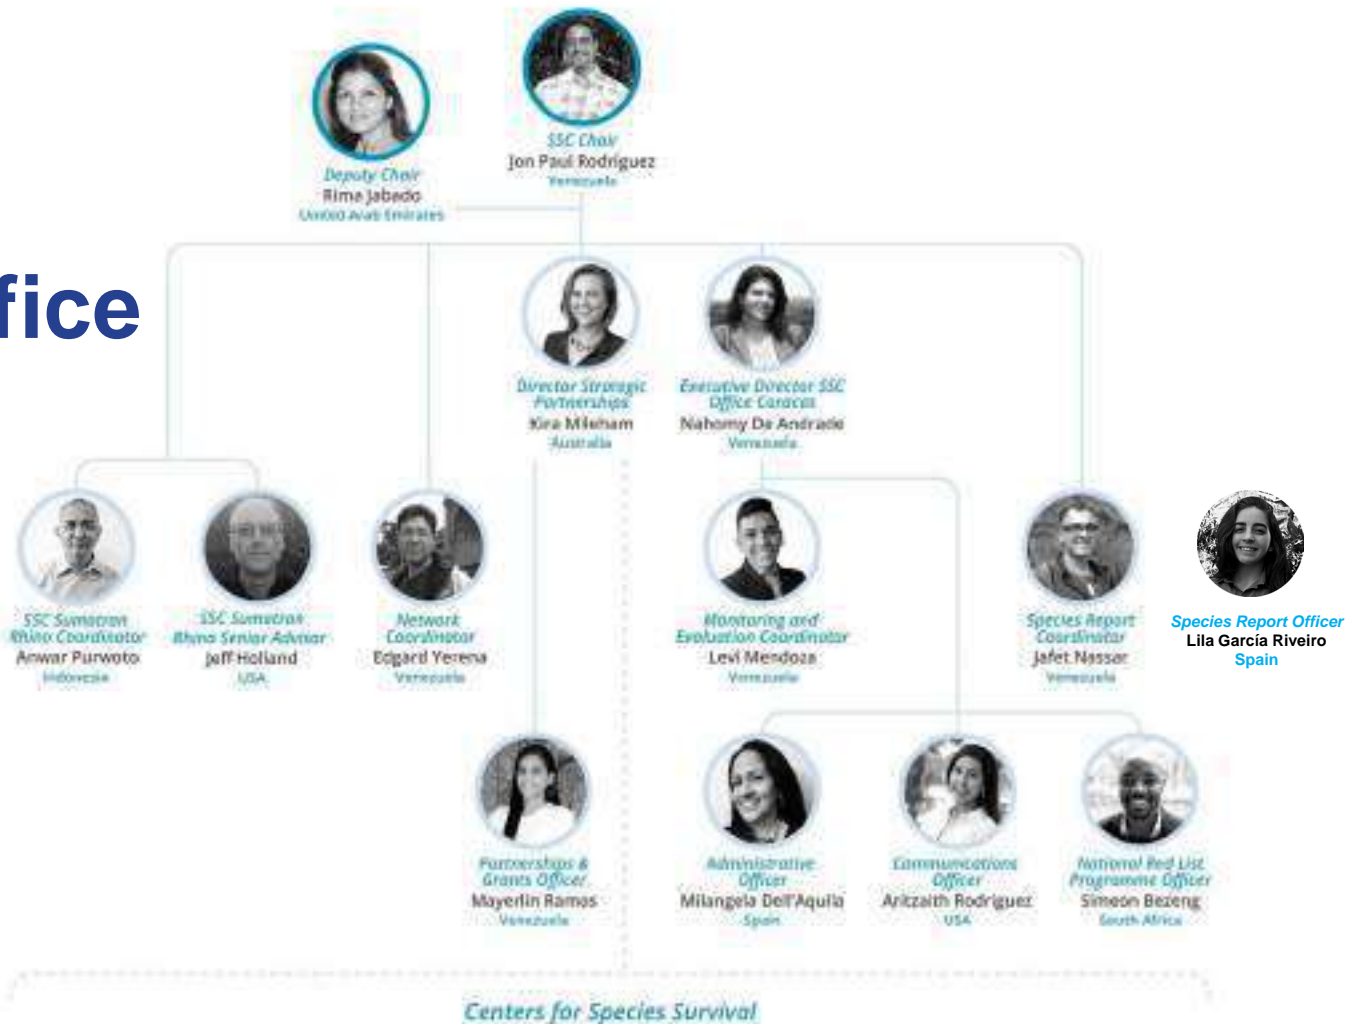 SSC Chair
Jon Paul Rodríguez
Venezuela
Deputy Chair
Rima Jabado
United Arab Emirates
fice
Director Strategic
Partnerships
Kira Mileham
Australia
Executive Director SSC
Office Caracas
Nahomy De Andrade
Venezuela
SSC Sumatran
Rhino Coordinator
Anwar Purwoto
Indonesia
SSC Sumatran
Rhino Senior Advisor
Jeff Holland
USA
Network
Coordinator
Edgard Yerena
Venezuela
Monitoring and
Evaluation Coordinator
Levi Mendoza
Venezuela
Species Report
Coordinator
Jafet Nassar
Venezuela
Species Report Officer
Lila García Riveiro
Spain
Partnerships &
Grants Officer
Mayerlin Ramos
Venezuela
Administrative
Officer
Milangela Dell'Aquila
Spain
Communications
Officer
Aritzaith Rodriguez
USA
National Red List
Programme Officer
Simeon Bezeng
South Africa
Centers for Species Survival